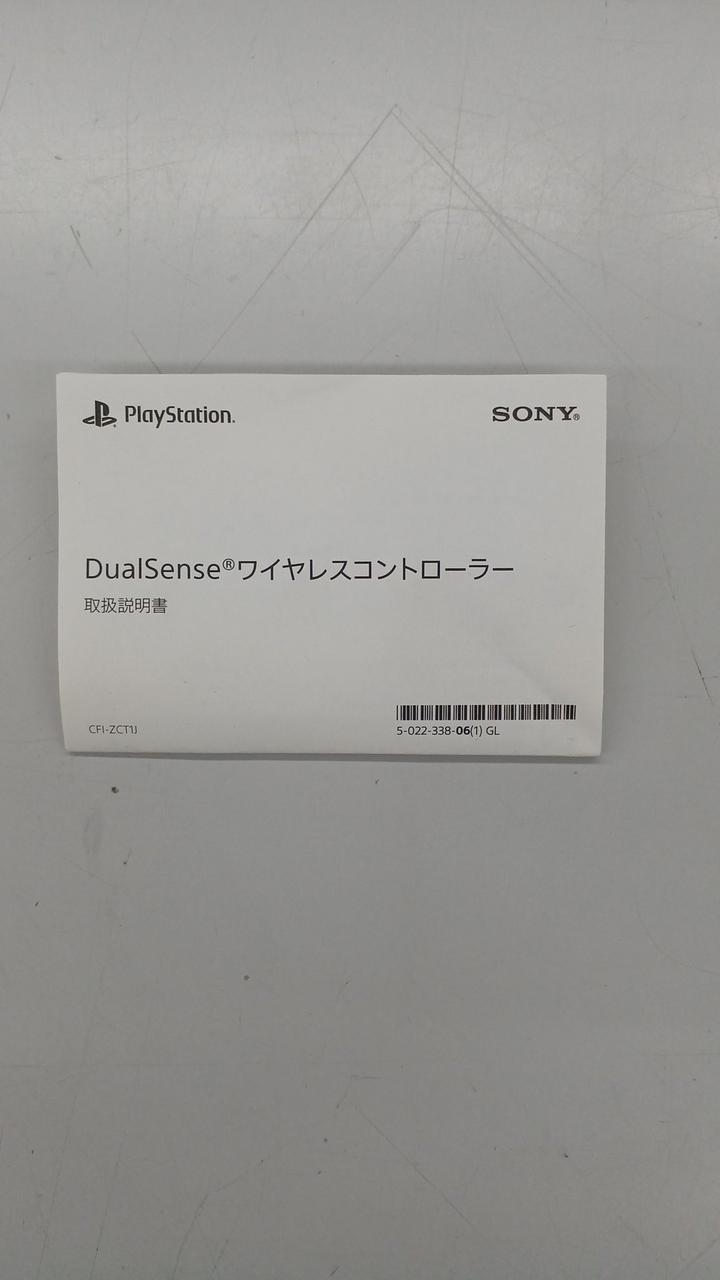 PlayStation®
SONY®
DualSense®ワイヤレスコントローラー
取扱説明書
CFI-ZCT1J
5-022-338-06(1) GL